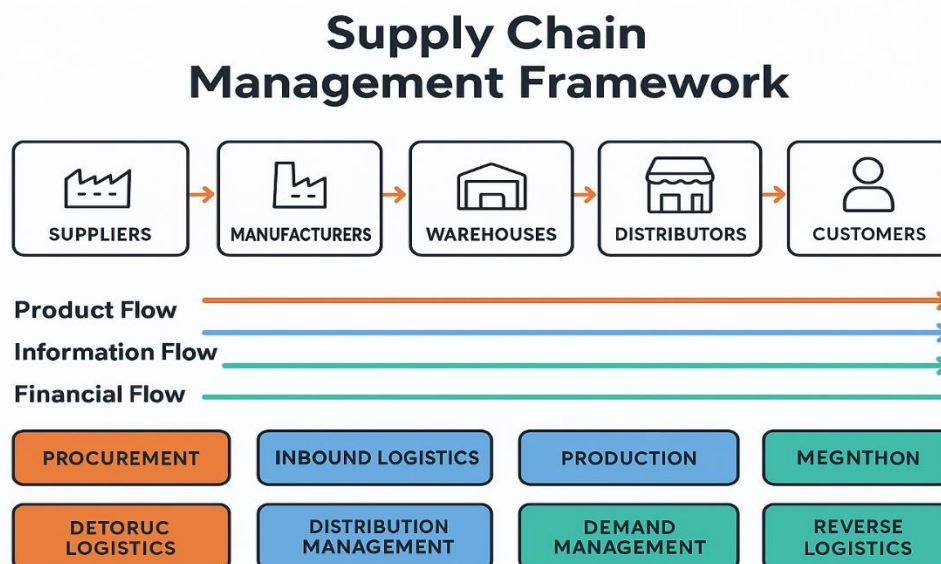 Supply Chain
Management Framework
SUPPLIERS
MANUFACTURERS
WAREHOUSES
DISTRIBUTORS
CUSTOMERS
Product Flow
Information Flow
Financial Flow
PROCUREMENT
INBOUND LOGISTICS
PRODUCTION
MEGNTHON
DETORUC
LOGISTICS
DISTRIBUTION
MANAGEMENT
DEMAND
MANAGEMENT
REVERSE
LOGISTICS